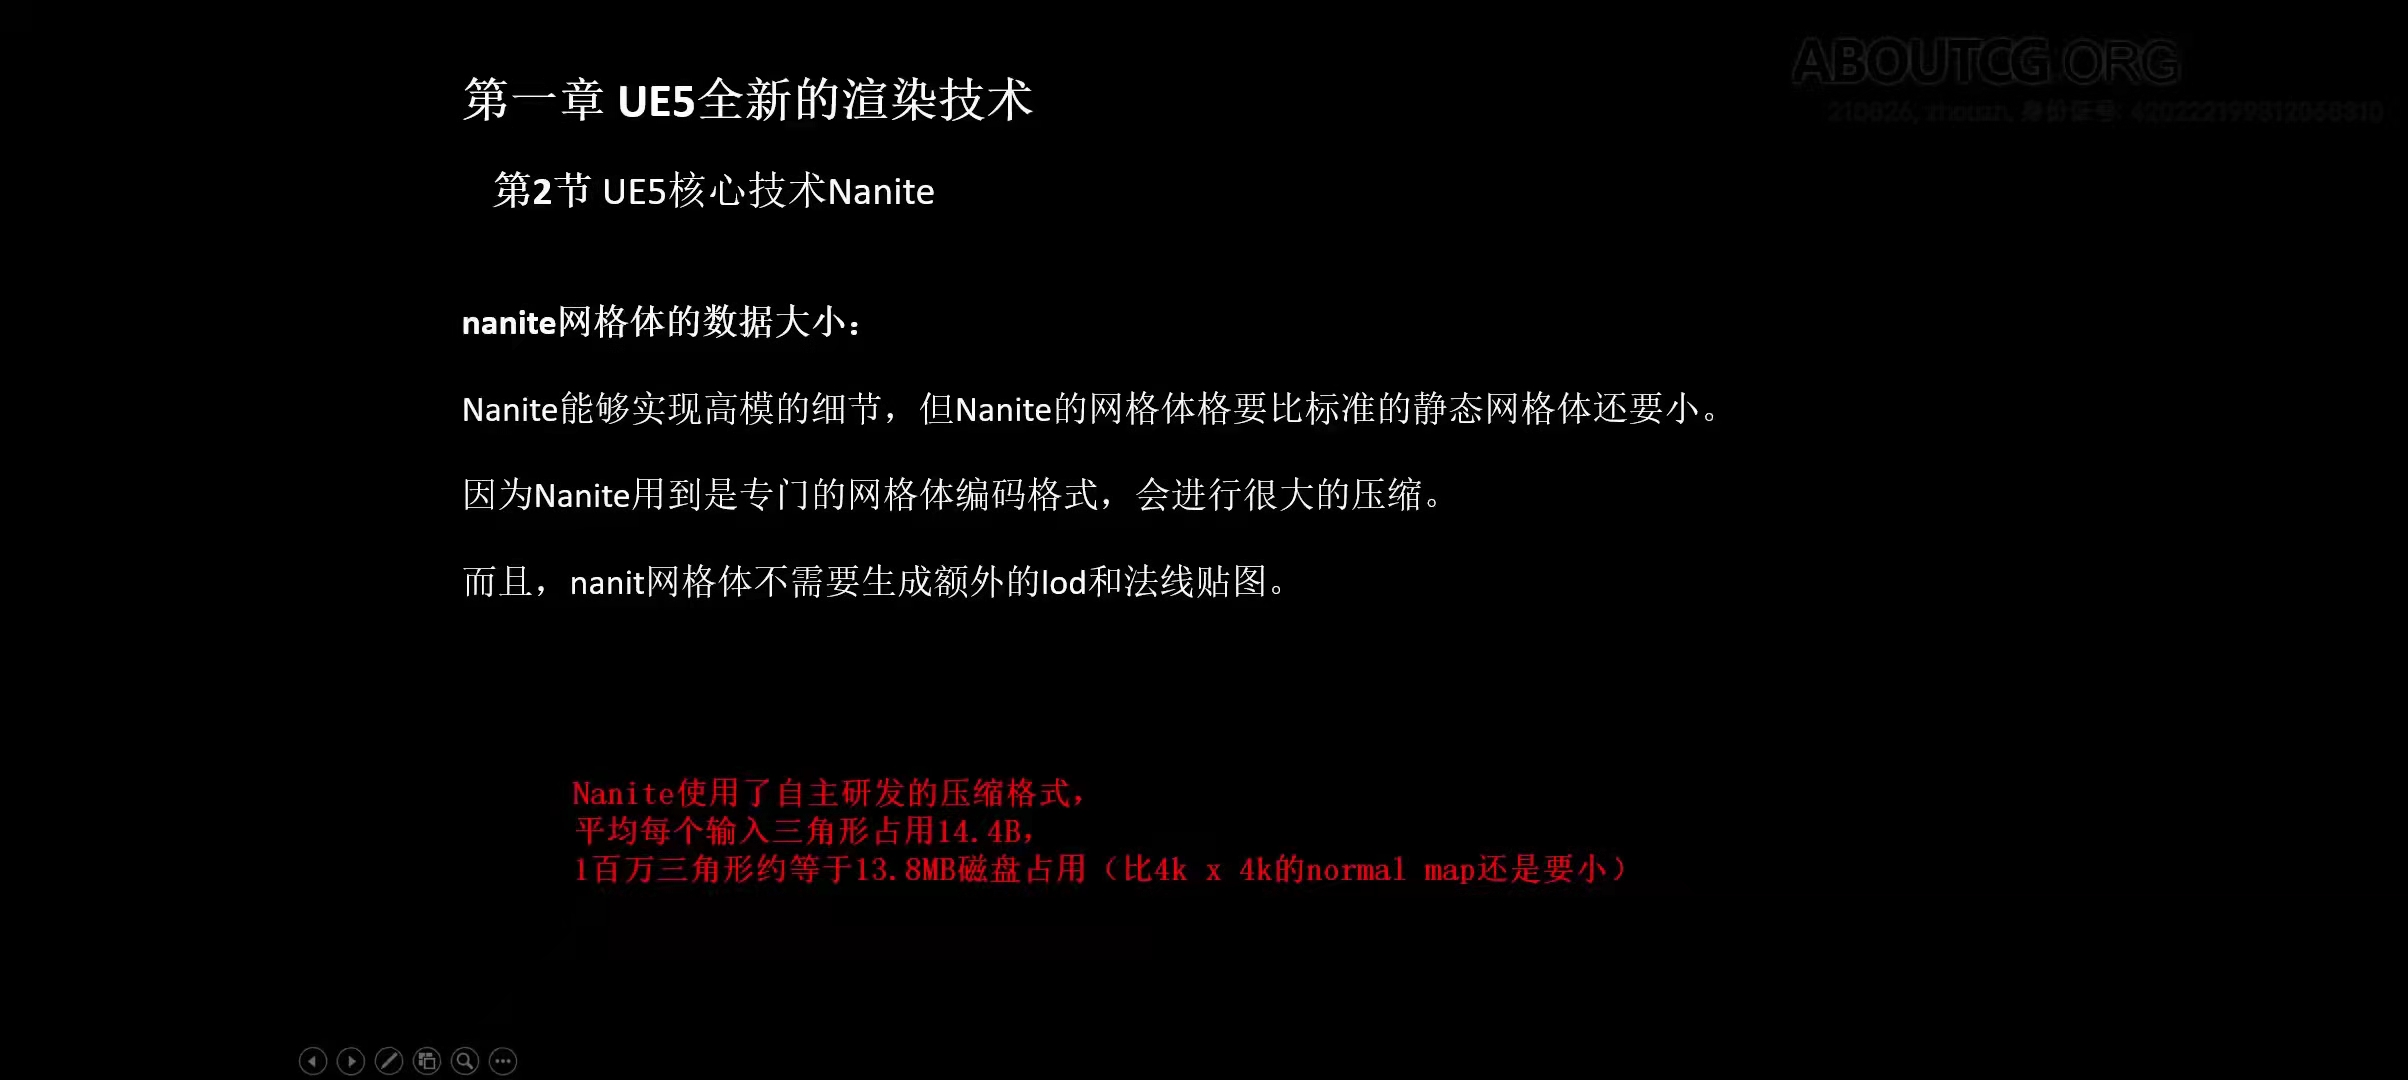 ABOUTCG.ORG
第一章 UE5全新的渲染技术
第2节 UE5核心技术Nanite
nanite网格体的数据大小：
Nanite能够实现高模的细节，但Nanite的网格体格要比标准的静态网格体还要小。
因为Nanite用到是专门的网格体编码格式，会进行很大的压缩。
而且，nanit网格体不需要生成额外的lod和法线贴图。
Nanite使用了自主研发的压缩格式，
平均每个输入三角形占用14.4B，
1百万三角形约等于13.8MB磁盘占用（比4k x 4k的normal map还是要小）